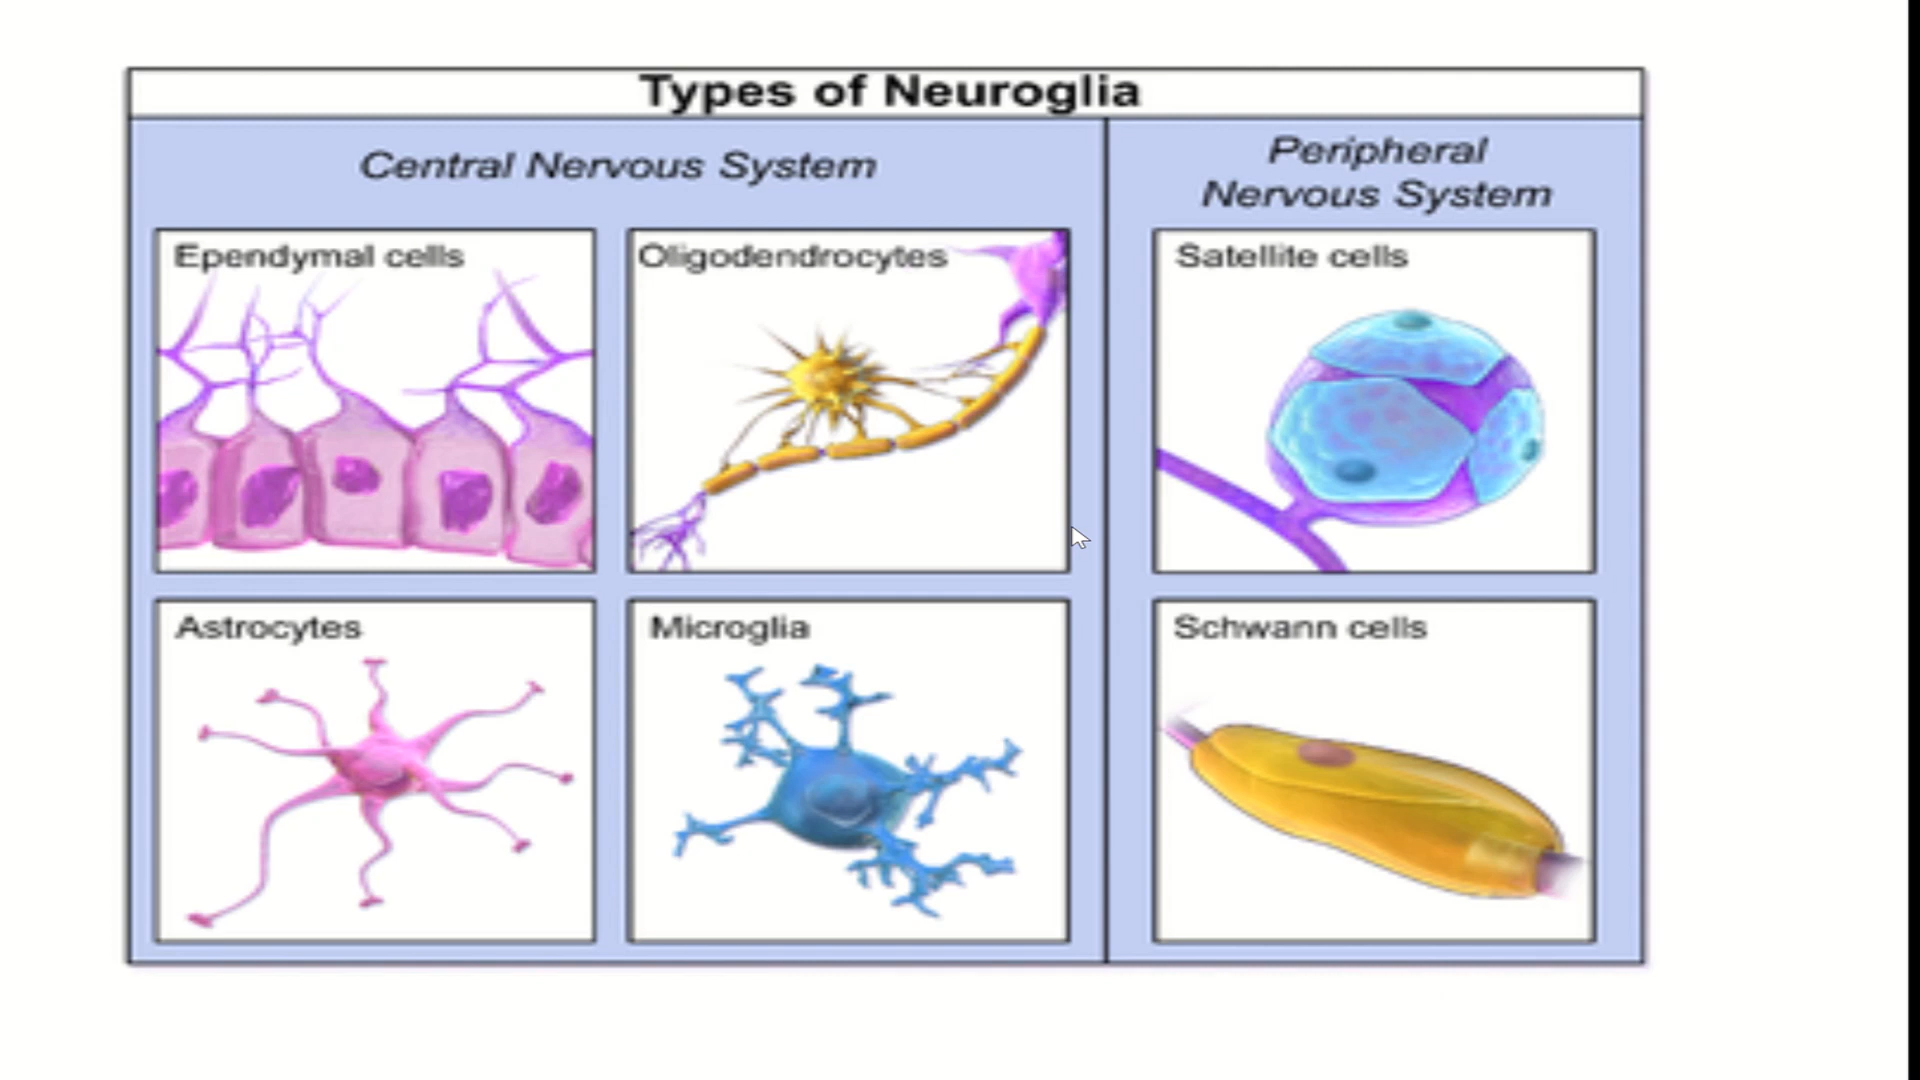 Types of Neuroglia
Central Nervous System
Peripheral
Nervous System
Ependymal cells
Oligodendrocytes
Satellite cells
Astrocytes
Microglia
Schwann cells